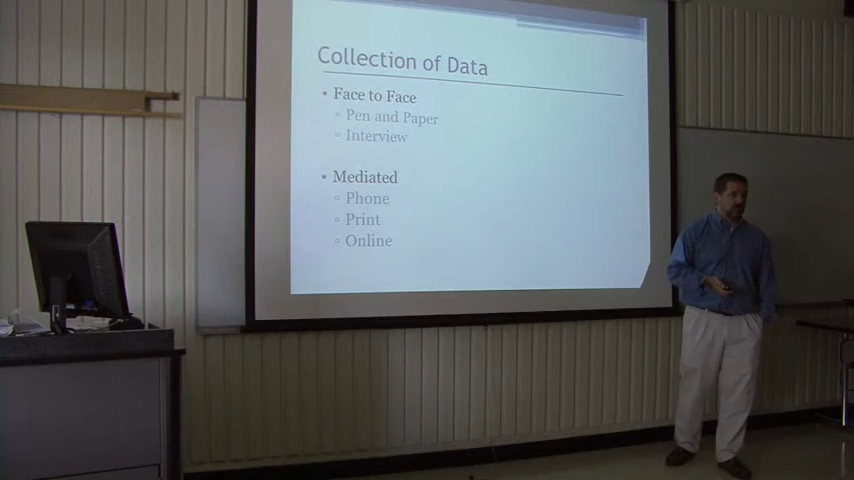 Collection of Data
• Face to Face
▫ Pen and Paper
▫ Interview
• Mediated
▫ Phone
▫ Print
▫ Online